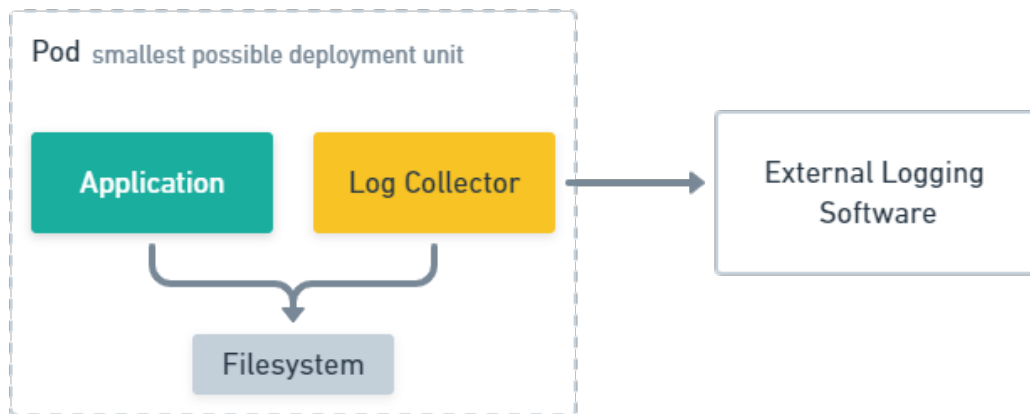 Pod smallest possible deployment unit
Application
Log Collector
External Logging
Software
Filesystem